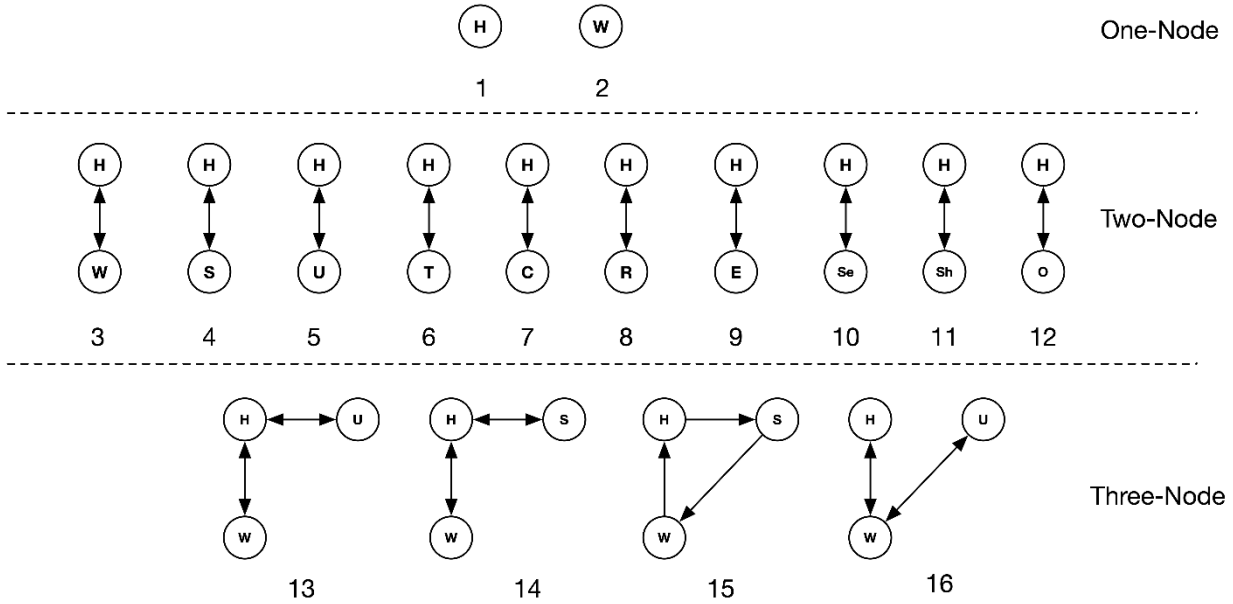 H W One-Node
1 2
H H H H H H H H H H
Two-Node
W S U T C R E Se Sh O
3 4 5 6 7 8 9 10 11 12
H U H S H S H U
Three-Node
W W W W
13 14 15 16